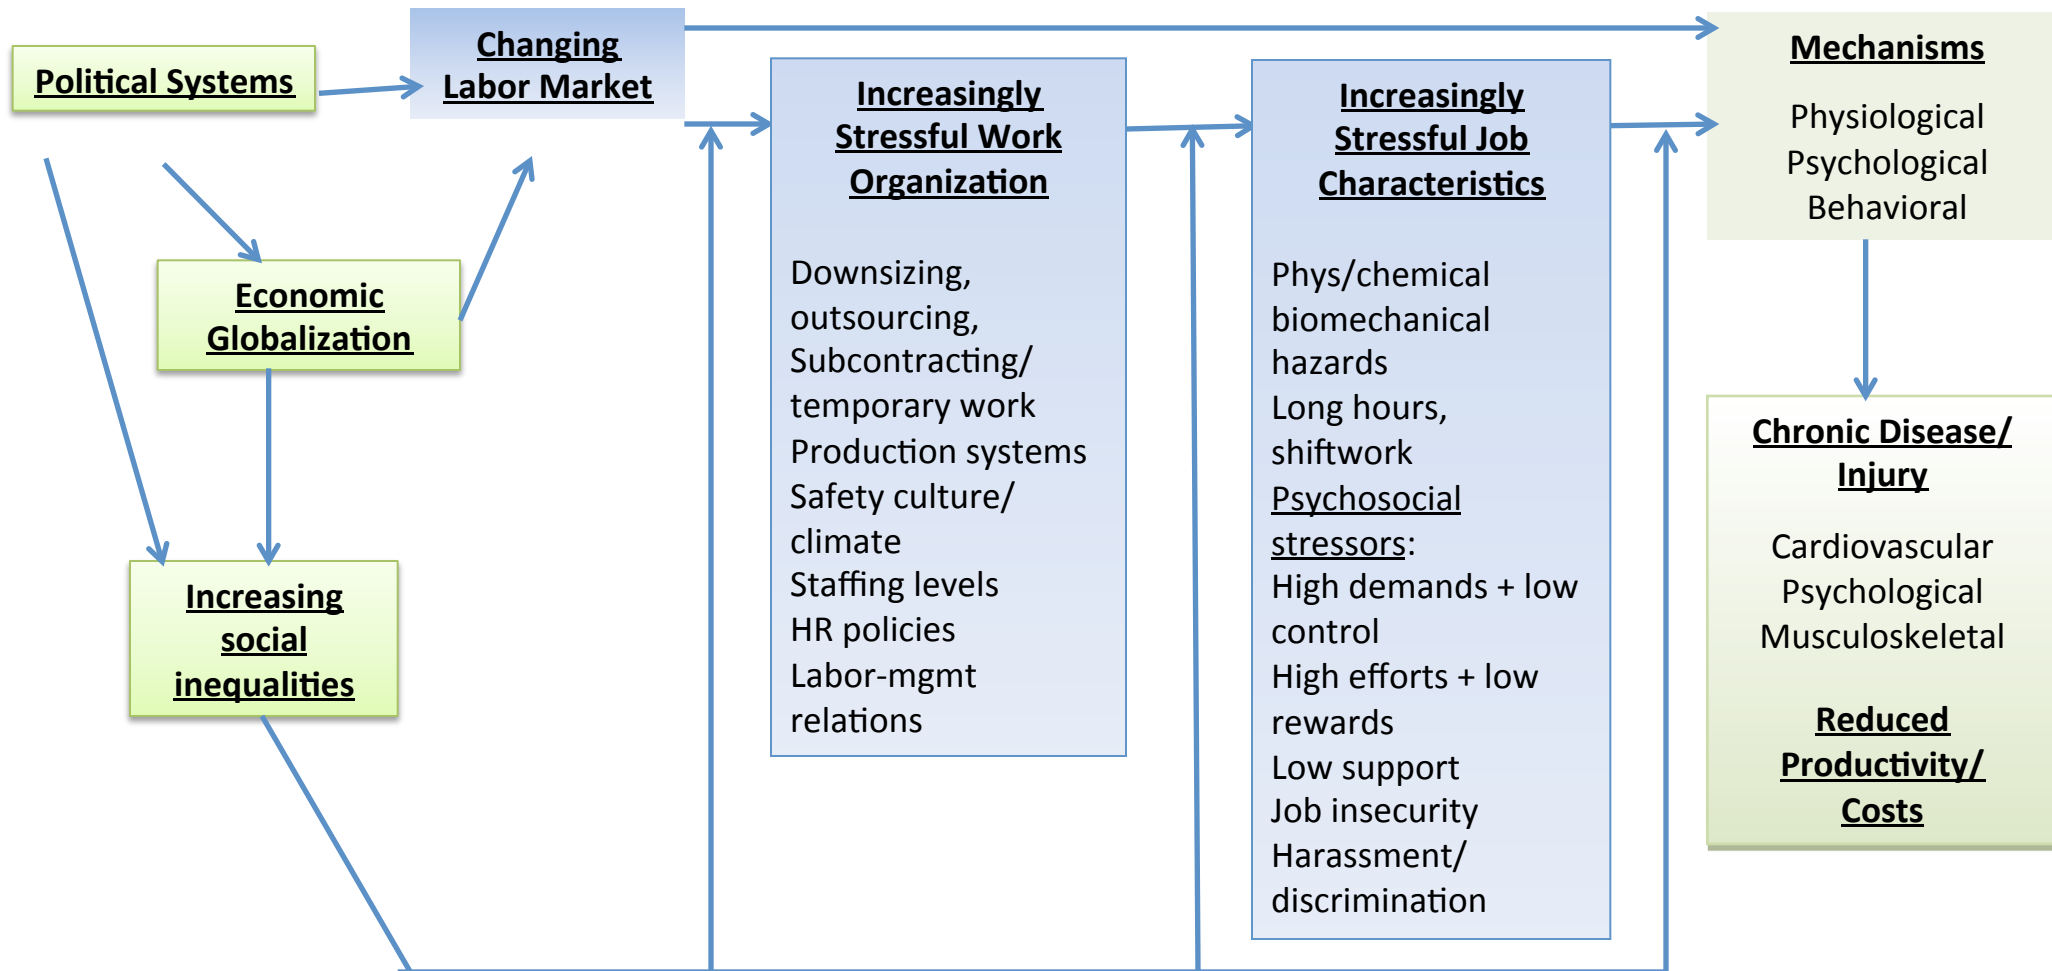 Political Systems
Changing
Labor Market
Economic
Globalization
Increasing
social
inequalities
Increasingly
Stressful Work
Organization
Downsizing,
outsourcing,
Subcontracting/
temporary work
Production systems
Safety culture/
climate
Staffing levels
HR policies
Labor-mgmt
relations
Increasingly
Stressful Job
Characteristics
Phys/chemical
biomechanical
hazards
Long hours,
shiftwork
Psychosocial
stressors:
High demands + low
control
High efforts + low
rewards
Low support
Job insecurity
Harassment/
discrimination
Mechanisms
Physiological
Psychological
Behavioral
Chronic Disease/
Injury
Cardiovascular
Psychological
Musculoskeletal
Reduced
Productivity/
Costs